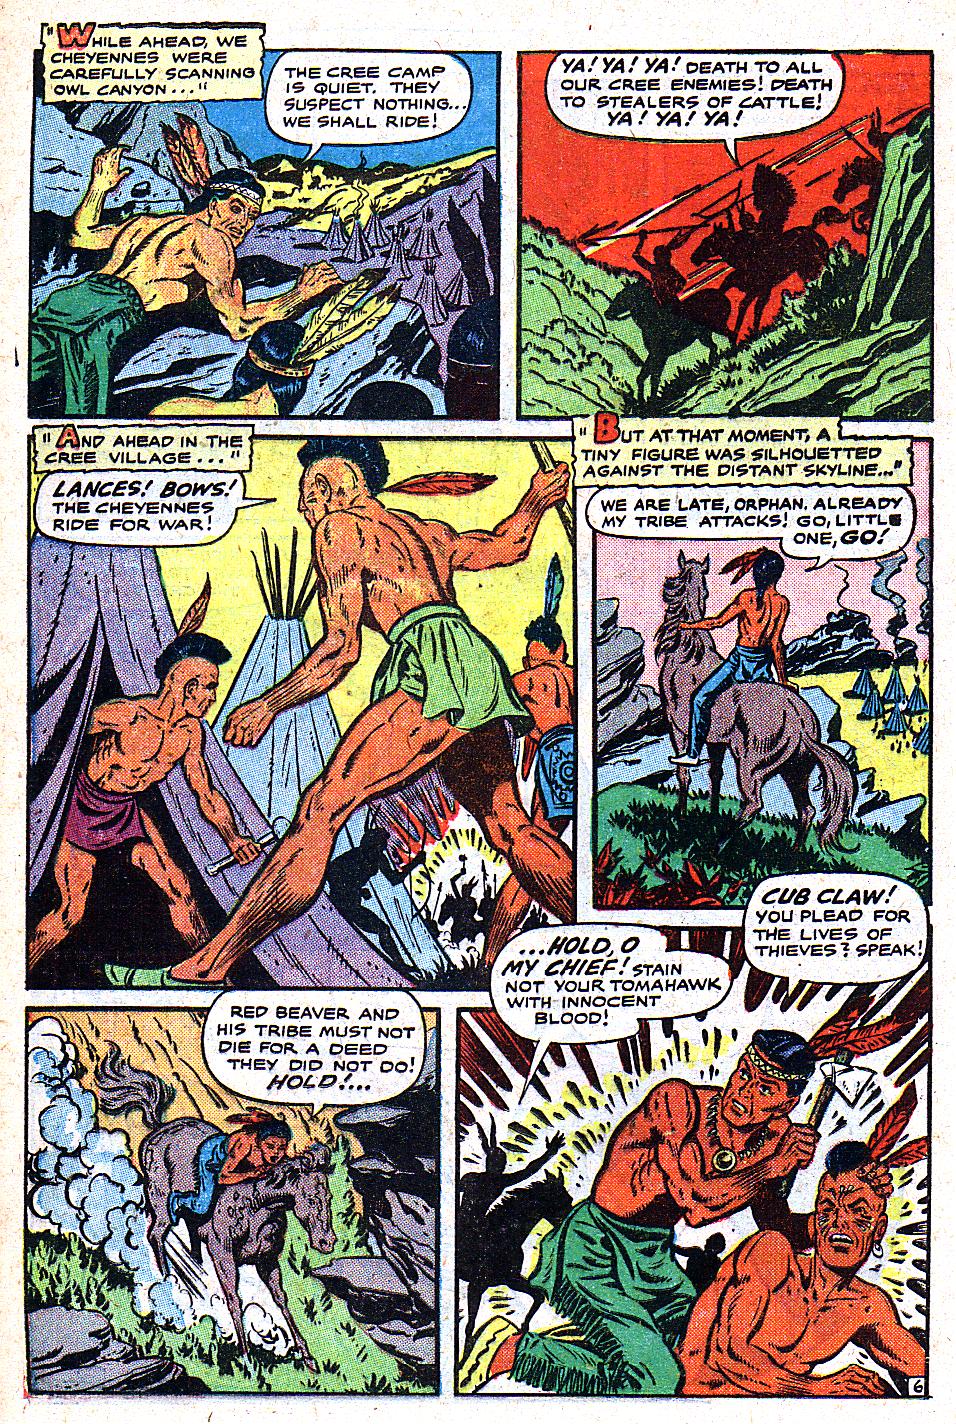 "WHILE AHEAD, WE
CHEYENNES WERE
CAREFULLY SCANNING
OWL CANYON..."
THE CREE CAMP
IS QUIET. THEY
SUSPECT NOTHING...
WE SHALL RIDE!
YA! YA! YA! DEATH TO ALL
OUR CREE ENEMIES! DEATH
TO STEALERS OF CATTLE!
YA! YA! YA!
"AND AHEAD IN THE
CREE VILLAGE..."
LANCES! BOWS!
THE CHEYENNES
RIDE FOR WAR!
"BUT AT THAT MOMENT, A
TINY FIGURE WAS SILHOUETTED
AGAINST THE DISTANT SKYLINE..."
WE ARE LATE, ORPHAN. ALREADY
MY TRIBE ATTACKS! GO, LITTLE
ONE, GO!
RED BEAVER AND
HIS TRIBE MUST NOT
DIE FOR A DEED
THEY DID NOT DO!
HOLD!...
...HOLD, O
MY CHIEF! STAIN
NOT YOUR TOMAHAWK
WITH INNOCENT
BLOOD!
CUB CLAW!
YOU PLEAD FOR
THE LIVES OF
THIEVES? SPEAK!
6